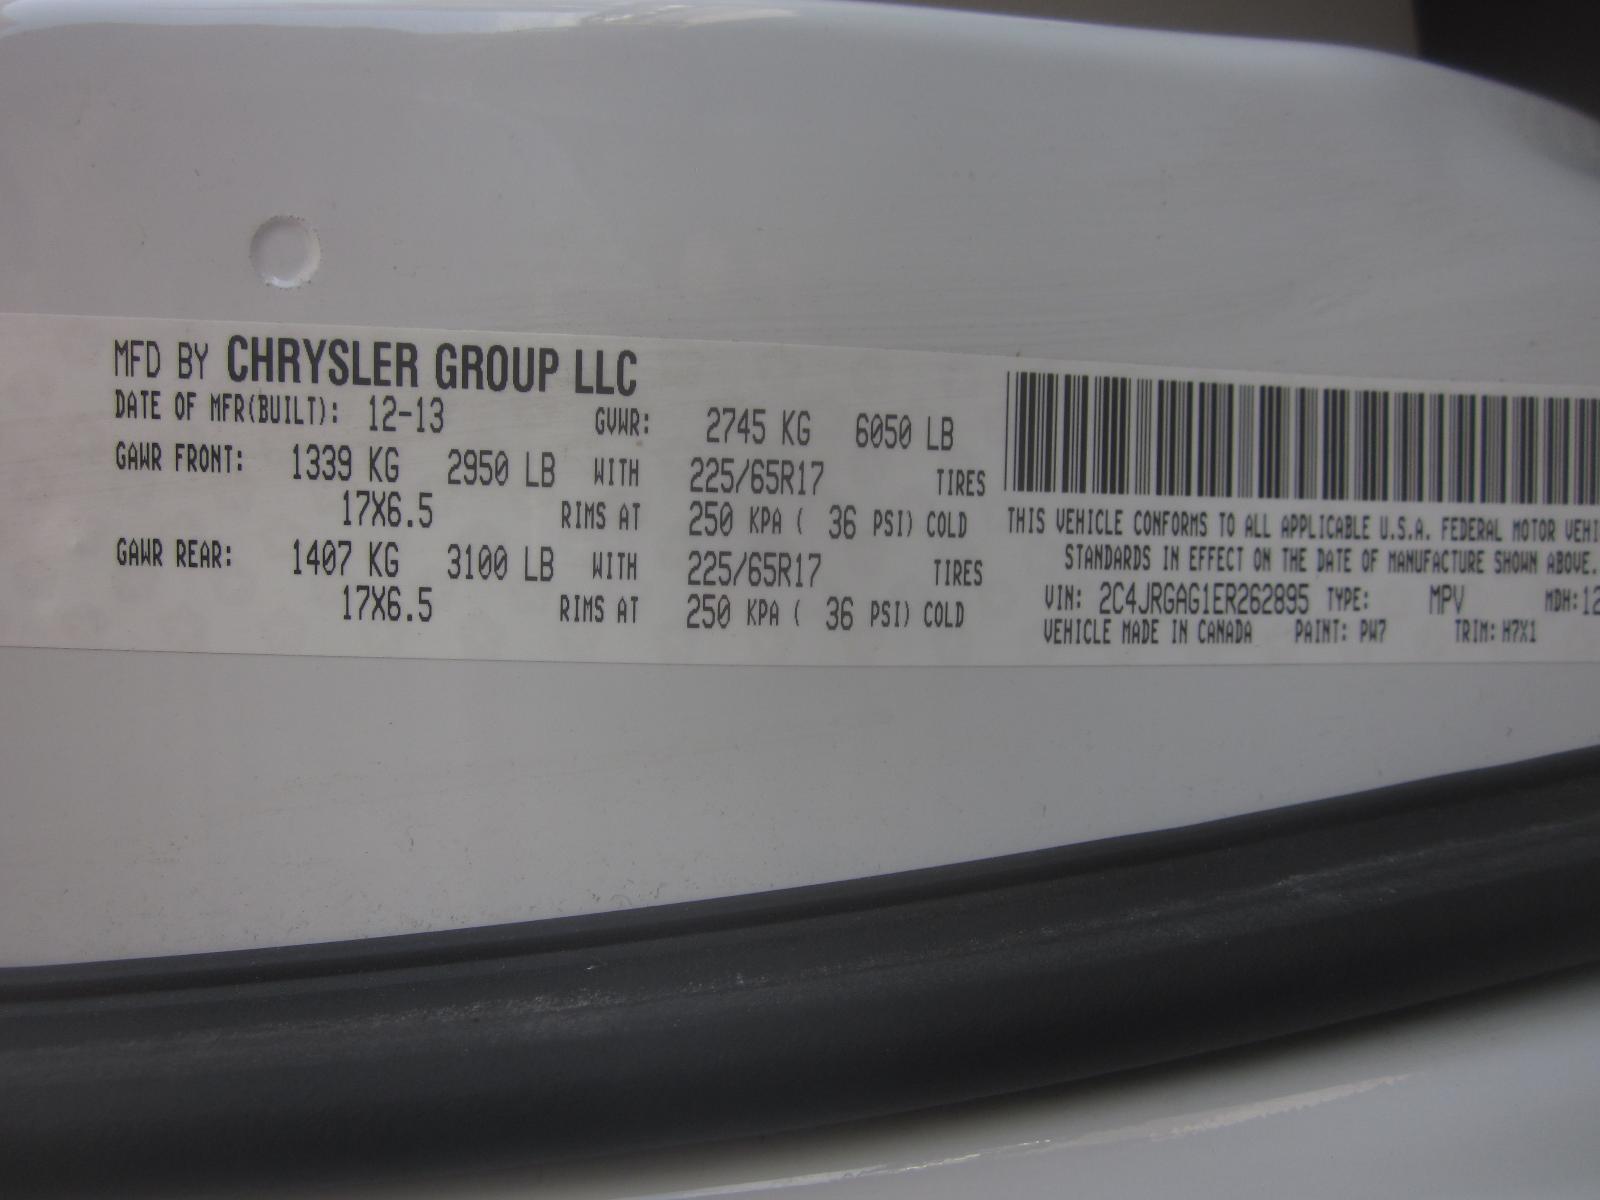 MFD BY CHRYSLER GROUP LLC
DATE OF MFR(BUILT): 12-13 GVWR: 2745 KG 6050 LB
GAWR FRONT: 1339 KG 2950 LB WITH 225/65R17 TIRES
17X6.5 RIMS AT 250 KPA ( 36 PSI) COLD
GAWR REAR: 1407 KG 3100 LB WITH 225/65R17 TIRES
17X6.5 RIMS AT 250 KPA ( 36 PSI) COLD
THIS VEHICLE CONFORMS TO ALL APPLICABLE U.S.A. FEDERAL MOTOR VEHI
STANDARDS IN EFFECT ON THE DATE OF MANUFACTURE SHOWN ABOVE.
VIN: 2C4JRGAG1ER262895 TYPE: MPV MDH:12
VEHICLE MADE IN CANADA PAINT: PW7 TRIM: H7X1